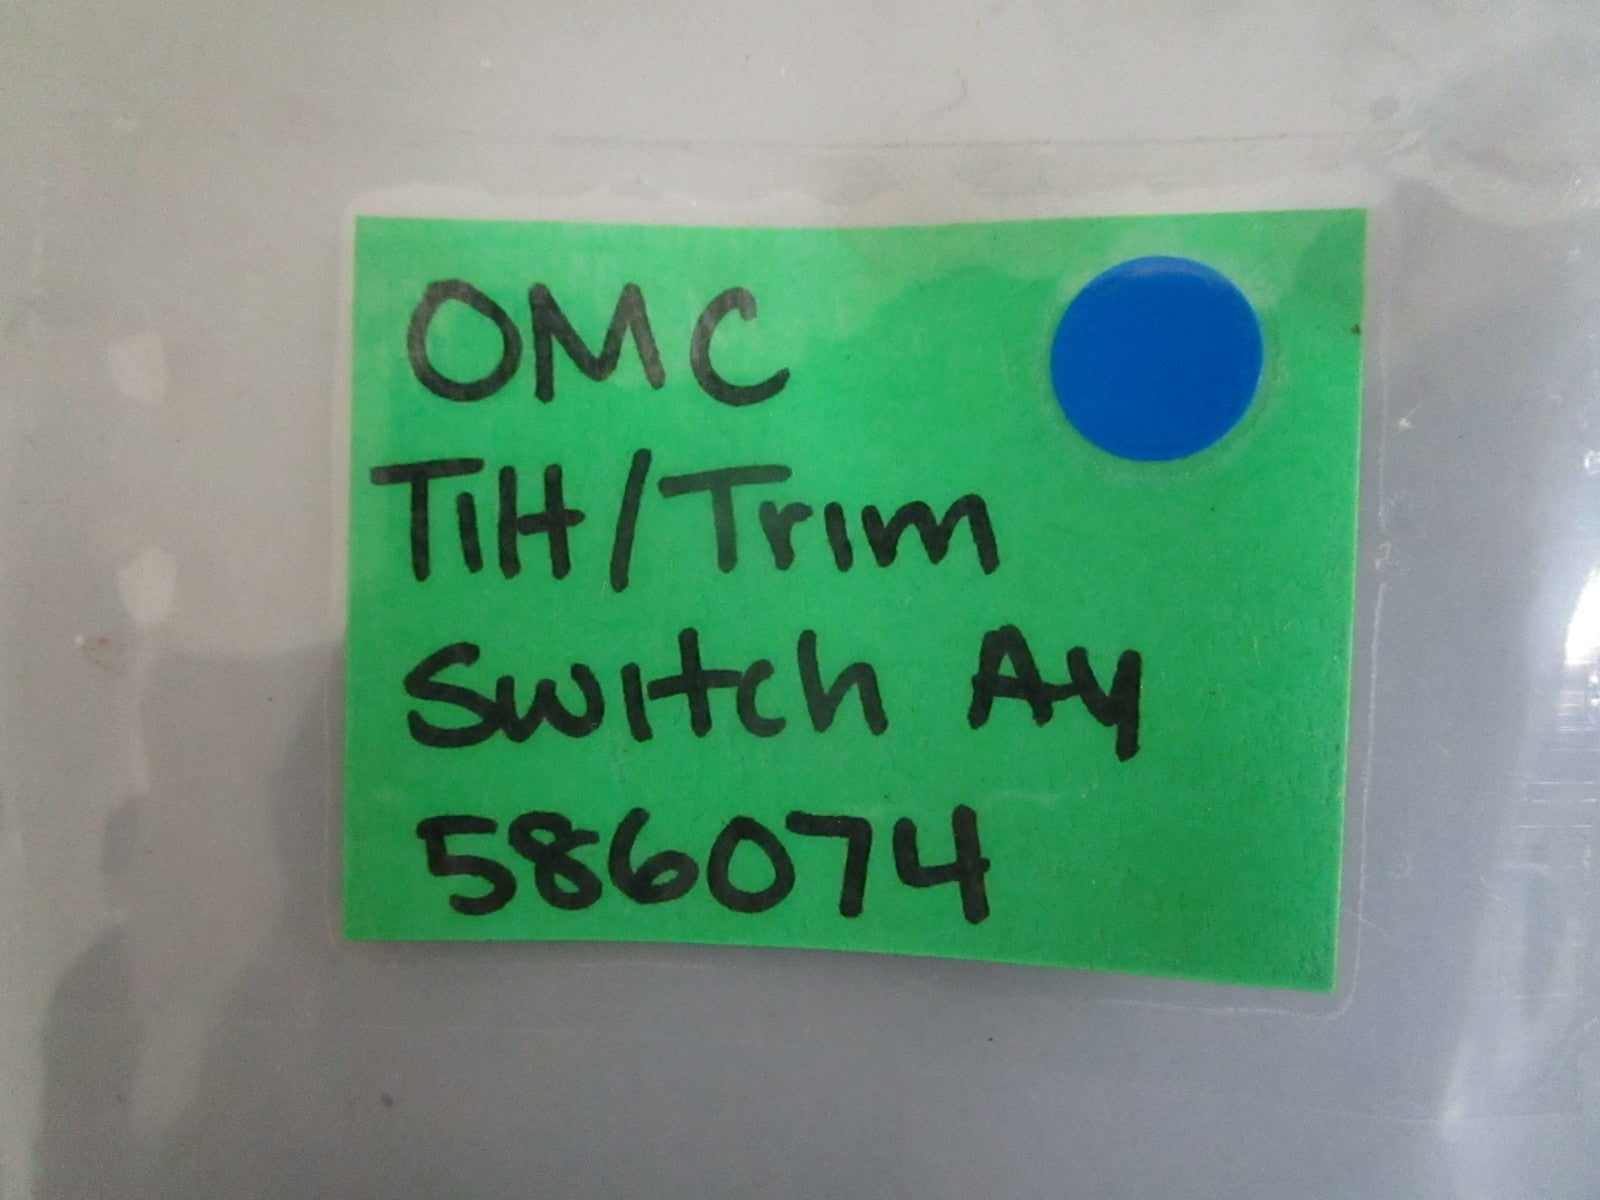 OMC
Tilt/Trim
Switch Ay
586074